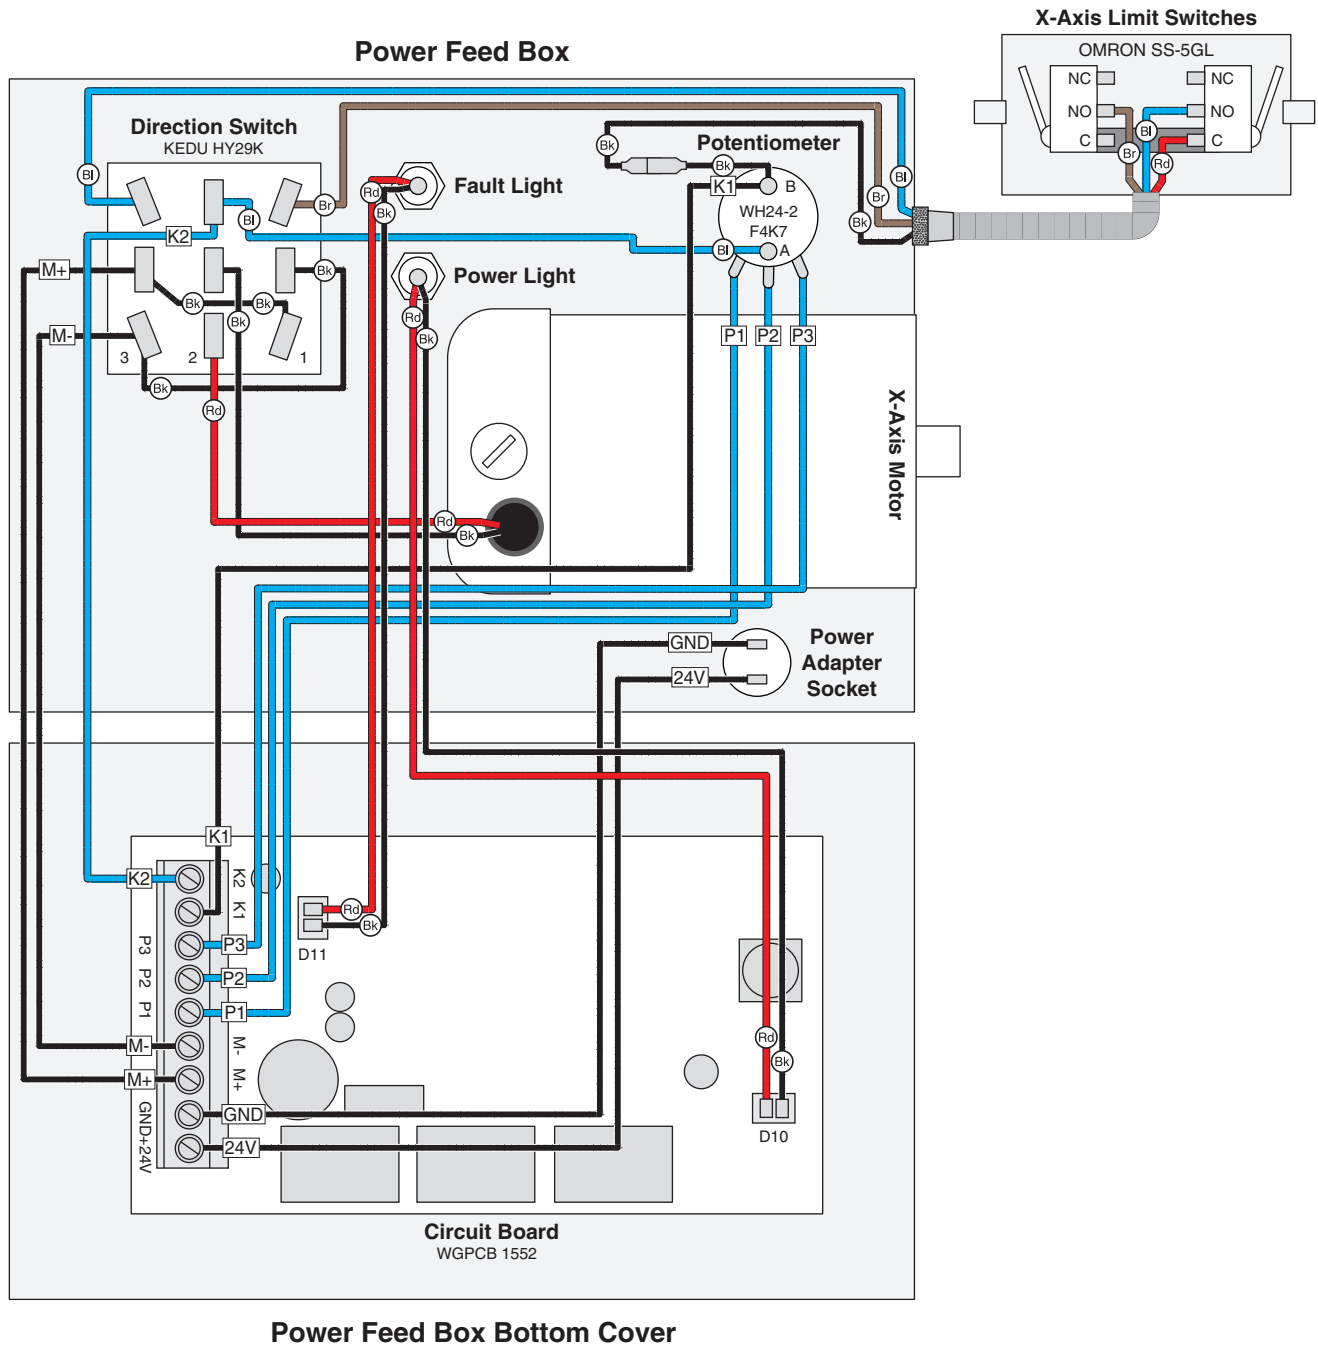 X-Axis Limit Switches
OMRON SS-5GL
NC
NC
NO
NO
C
C
Bl
Br
Rd
Power Feed Box
Direction Switch
KEDU HY29K
Bl
Br
Bl
K2
M+
Bk
Bk
Bk
Bk
M-
3
2
1
Bk
Rd
Rd
Bk
Fault Light
Power Light
Rd
Bk
Potentiometer
Bk
Bk
K1
B
WH24-2
F4K7
Bl
A
Br
Bl
Bk
P1
P2
P3
X-Axis Motor
Rd
Bk
GND
24V
Power
Adapter
Socket
K1
K2
K2
K1
P3
P3
P2
P2
P1
P1
M-
M-
M+
M+
GND
GND
+24V
24V
Rd
Bk
D11
Rd
Bk
D10
Circuit Board
WGPCB 1552
Power Feed Box Bottom Cover